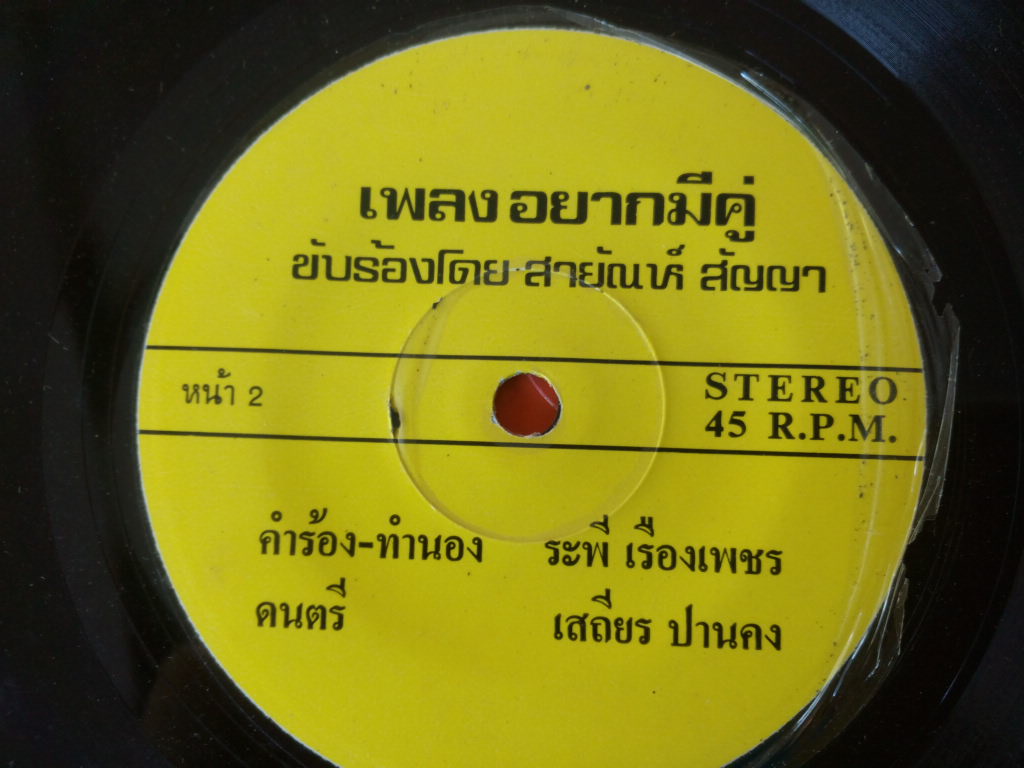 เพลง อยากมีคู่
ขับร้องโดย สายัณห์ สัญญา
หน้า 2
STEREO
45 R.P.M.
คำร้อง-ทำนอง ระพี เรืองเพชร
ดนตรี เสถียร ปานคง